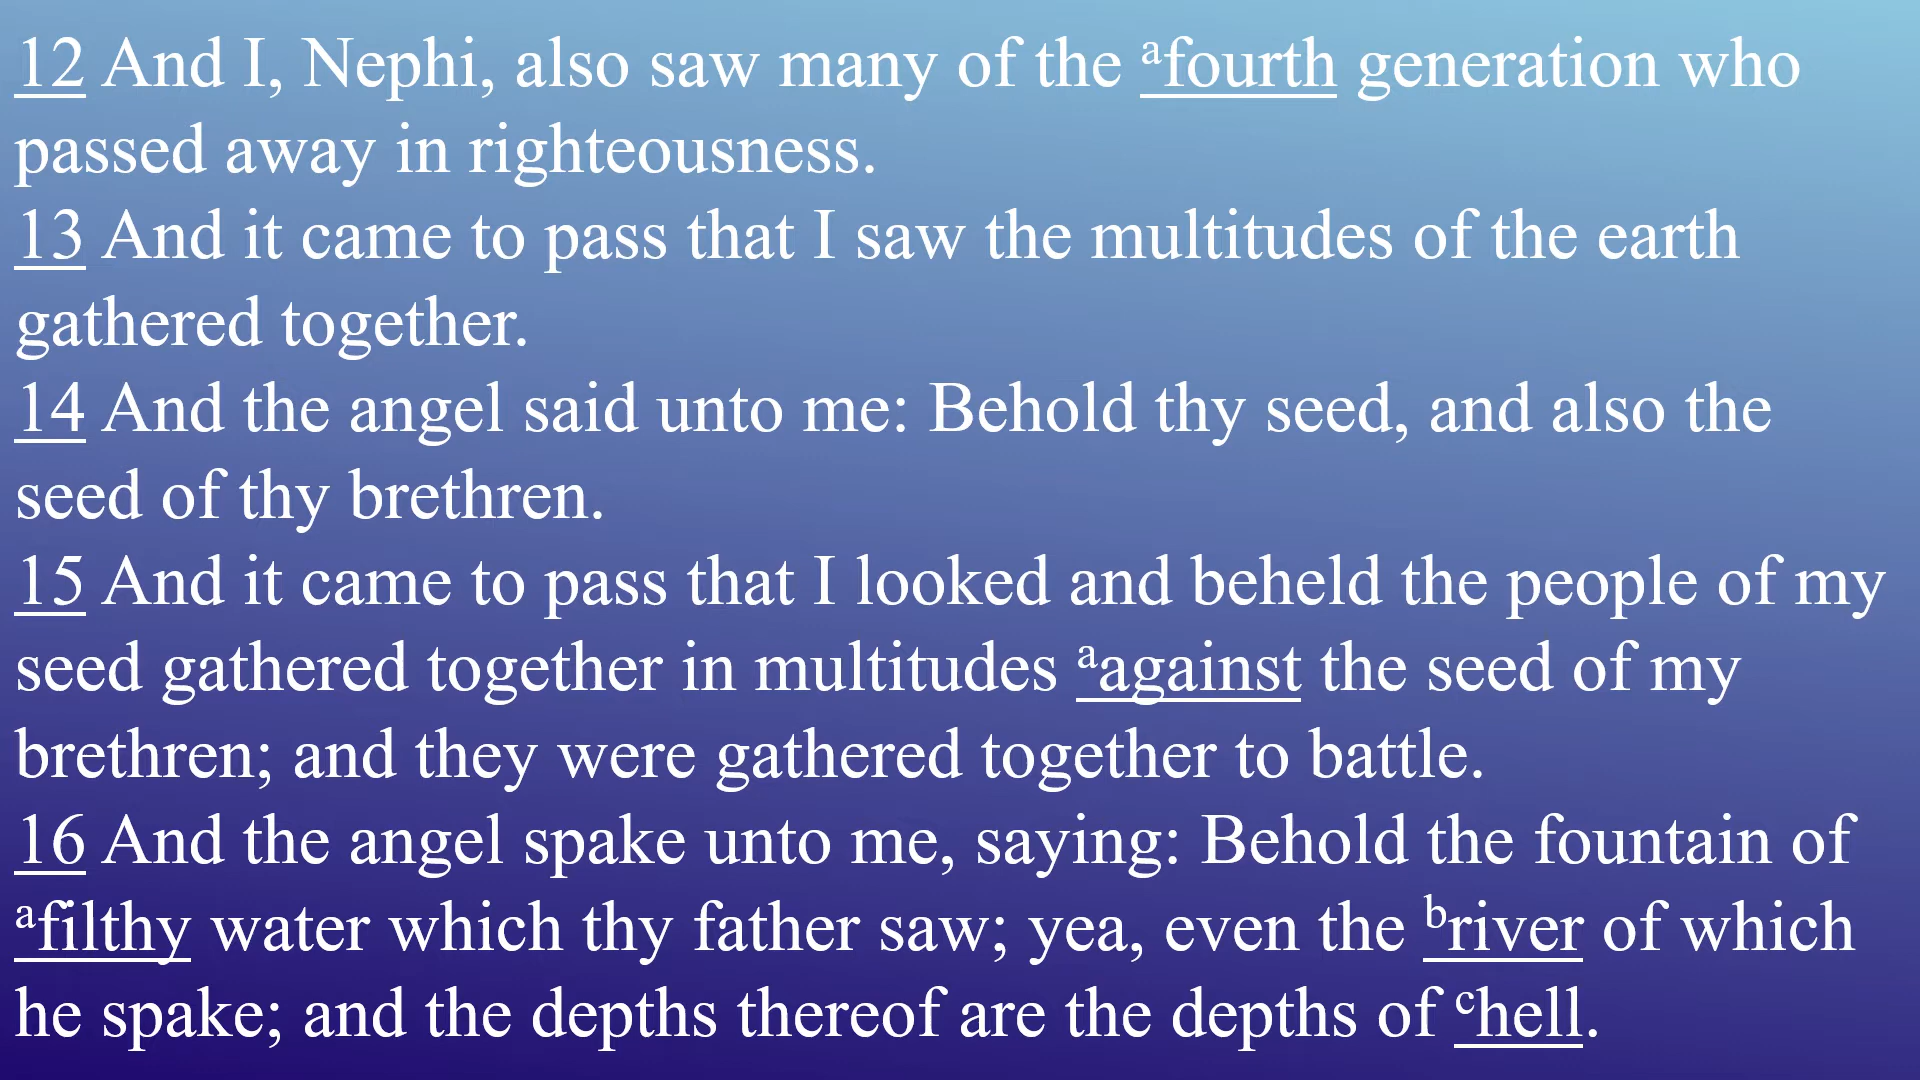 12 And I, Nephi, also saw many of the afourth generation who
passed away in righteousness.
13 And it came to pass that I saw the multitudes of the earth
gathered together.
14 And the angel said unto me: Behold thy seed, and also the
seed of thy brethren.
15 And it came to pass that I looked and beheld the people of my
seed gathered together in multitudes aagainst the seed of my
brethren; and they were gathered together to battle.
16 And the angel spake unto me, saying: Behold the fountain of
afilthy water which thy father saw; yea, even the briver of which
he spake; and the depths thereof are the depths of chell.